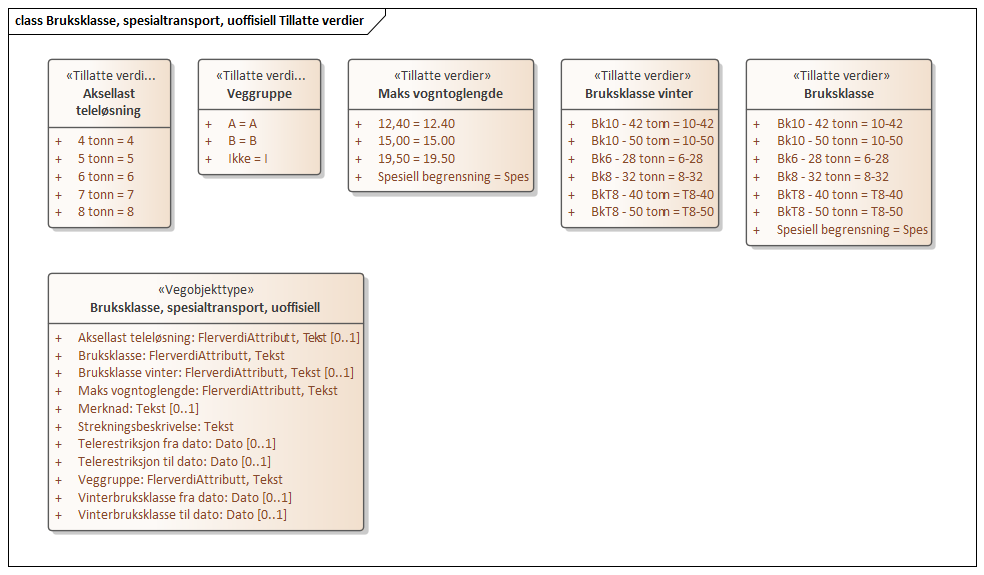 class Bruksklasse, spesialtransport, uoffisiell Tillatte verdier
«Tillatte verdi...
Aksellast
teleløsning
+ 4 tonn = 4
+ 5 tonn = 5
+ 6 tonn = 6
+ 7 tonn = 7
+ 8 tonn = 8
«Tillatte verdi...
Veggruppe
+ A = A
+ B = B
+ Ikke = I
«Tillatte verdier»
Maks vogntoglengde
+ 12,40 = 12.40
+ 15,00 = 15.00
+ 19,50 = 19.50
+ Spesiell begrensning = Spes
«Tillatte verdier»
Bruksklasse vinter
+ Bk10 - 42 tonn = 10-42
+ Bk10 - 50 tonn = 10-50
+ Bk6 - 28 tonn = 6-28
+ Bk8 - 32 tonn = 8-32
+ BkT8 - 40 tonn = T8-40
+ BkT8 - 50 tonn = T8-50
«Tillatte verdier»
Bruksklasse
+ Bk10 - 42 tonn = 10-42
+ Bk10 - 50 tonn = 10-50
+ Bk6 - 28 tonn = 6-28
+ Bk8 - 32 tonn = 8-32
+ BkT8 - 40 tonn = T8-40
+ BkT8 - 50 tonn = T8-50
+ Spesiell begrensning = Spes
«Vegobjekttype»
Bruksklasse, spesialtransport, uoffisiell
+ Aksellast teleløsning: FlerverdiAttributt, Tekst [0..1]
+ Bruksklasse: FlerverdiAttributt, Tekst
+ Bruksklasse vinter: FlerverdiAttributt, Tekst [0..1]
+ Maks vogntoglengde: FlerverdiAttributt, Tekst
+ Merknad: Tekst [0..1]
+ Strekningsbeskrivelse: Tekst
+ Telerestriksjon fra dato: Dato [0..1]
+ Telerestriksjon til dato: Dato [0..1]
+ Veggruppe: FlerverdiAttributt, Tekst
+ Vinterbruksklasse fra dato: Dato [0..1]
+ Vinterbruksklasse til dato: Dato [0..1]